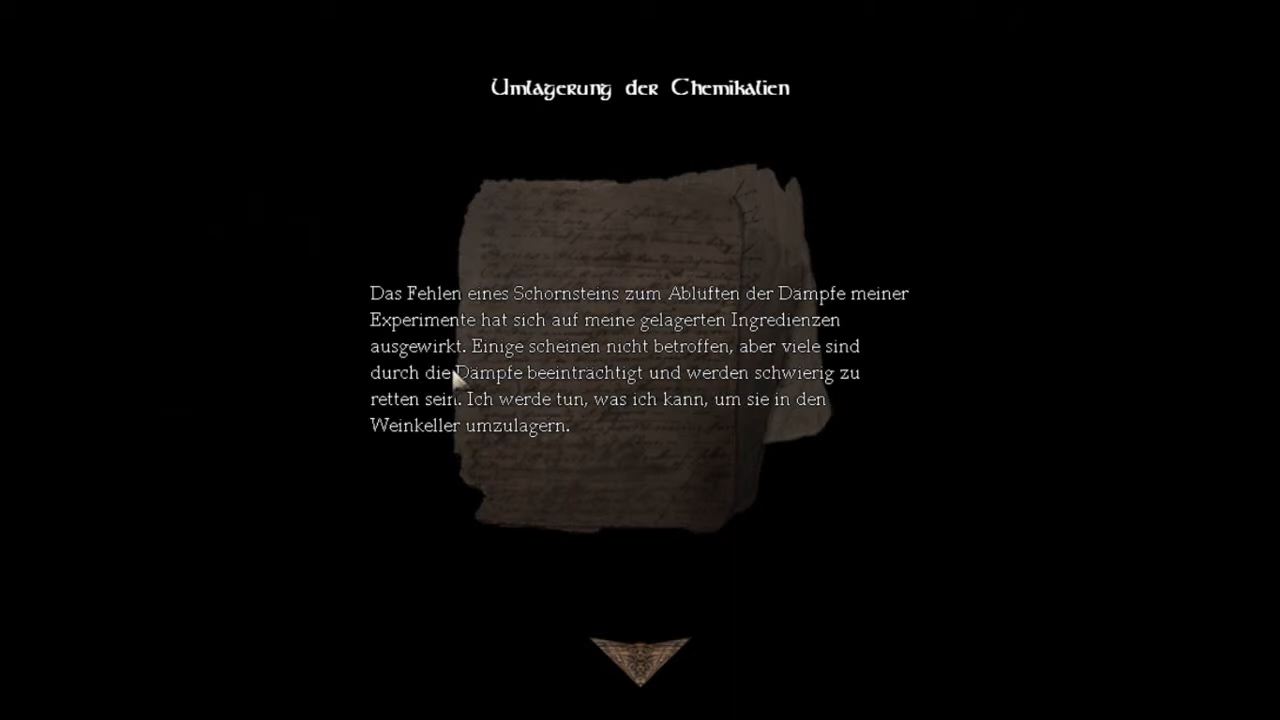 Umlagerung der Chemikalien
Das Fehlen eines Schornsteins zum Abluften der Dampfe meiner
Experimente hat sich auf meine gelagerten Ingredienzen
ausgewirkt. Einige scheinen nicht betroffen, aber viele sind
durch die Dampfe beeintrachtigt und werden schwierig zu
retten sein. Ich werde tun, was ich kann, um sie in den
Weinkeller umzulagern.